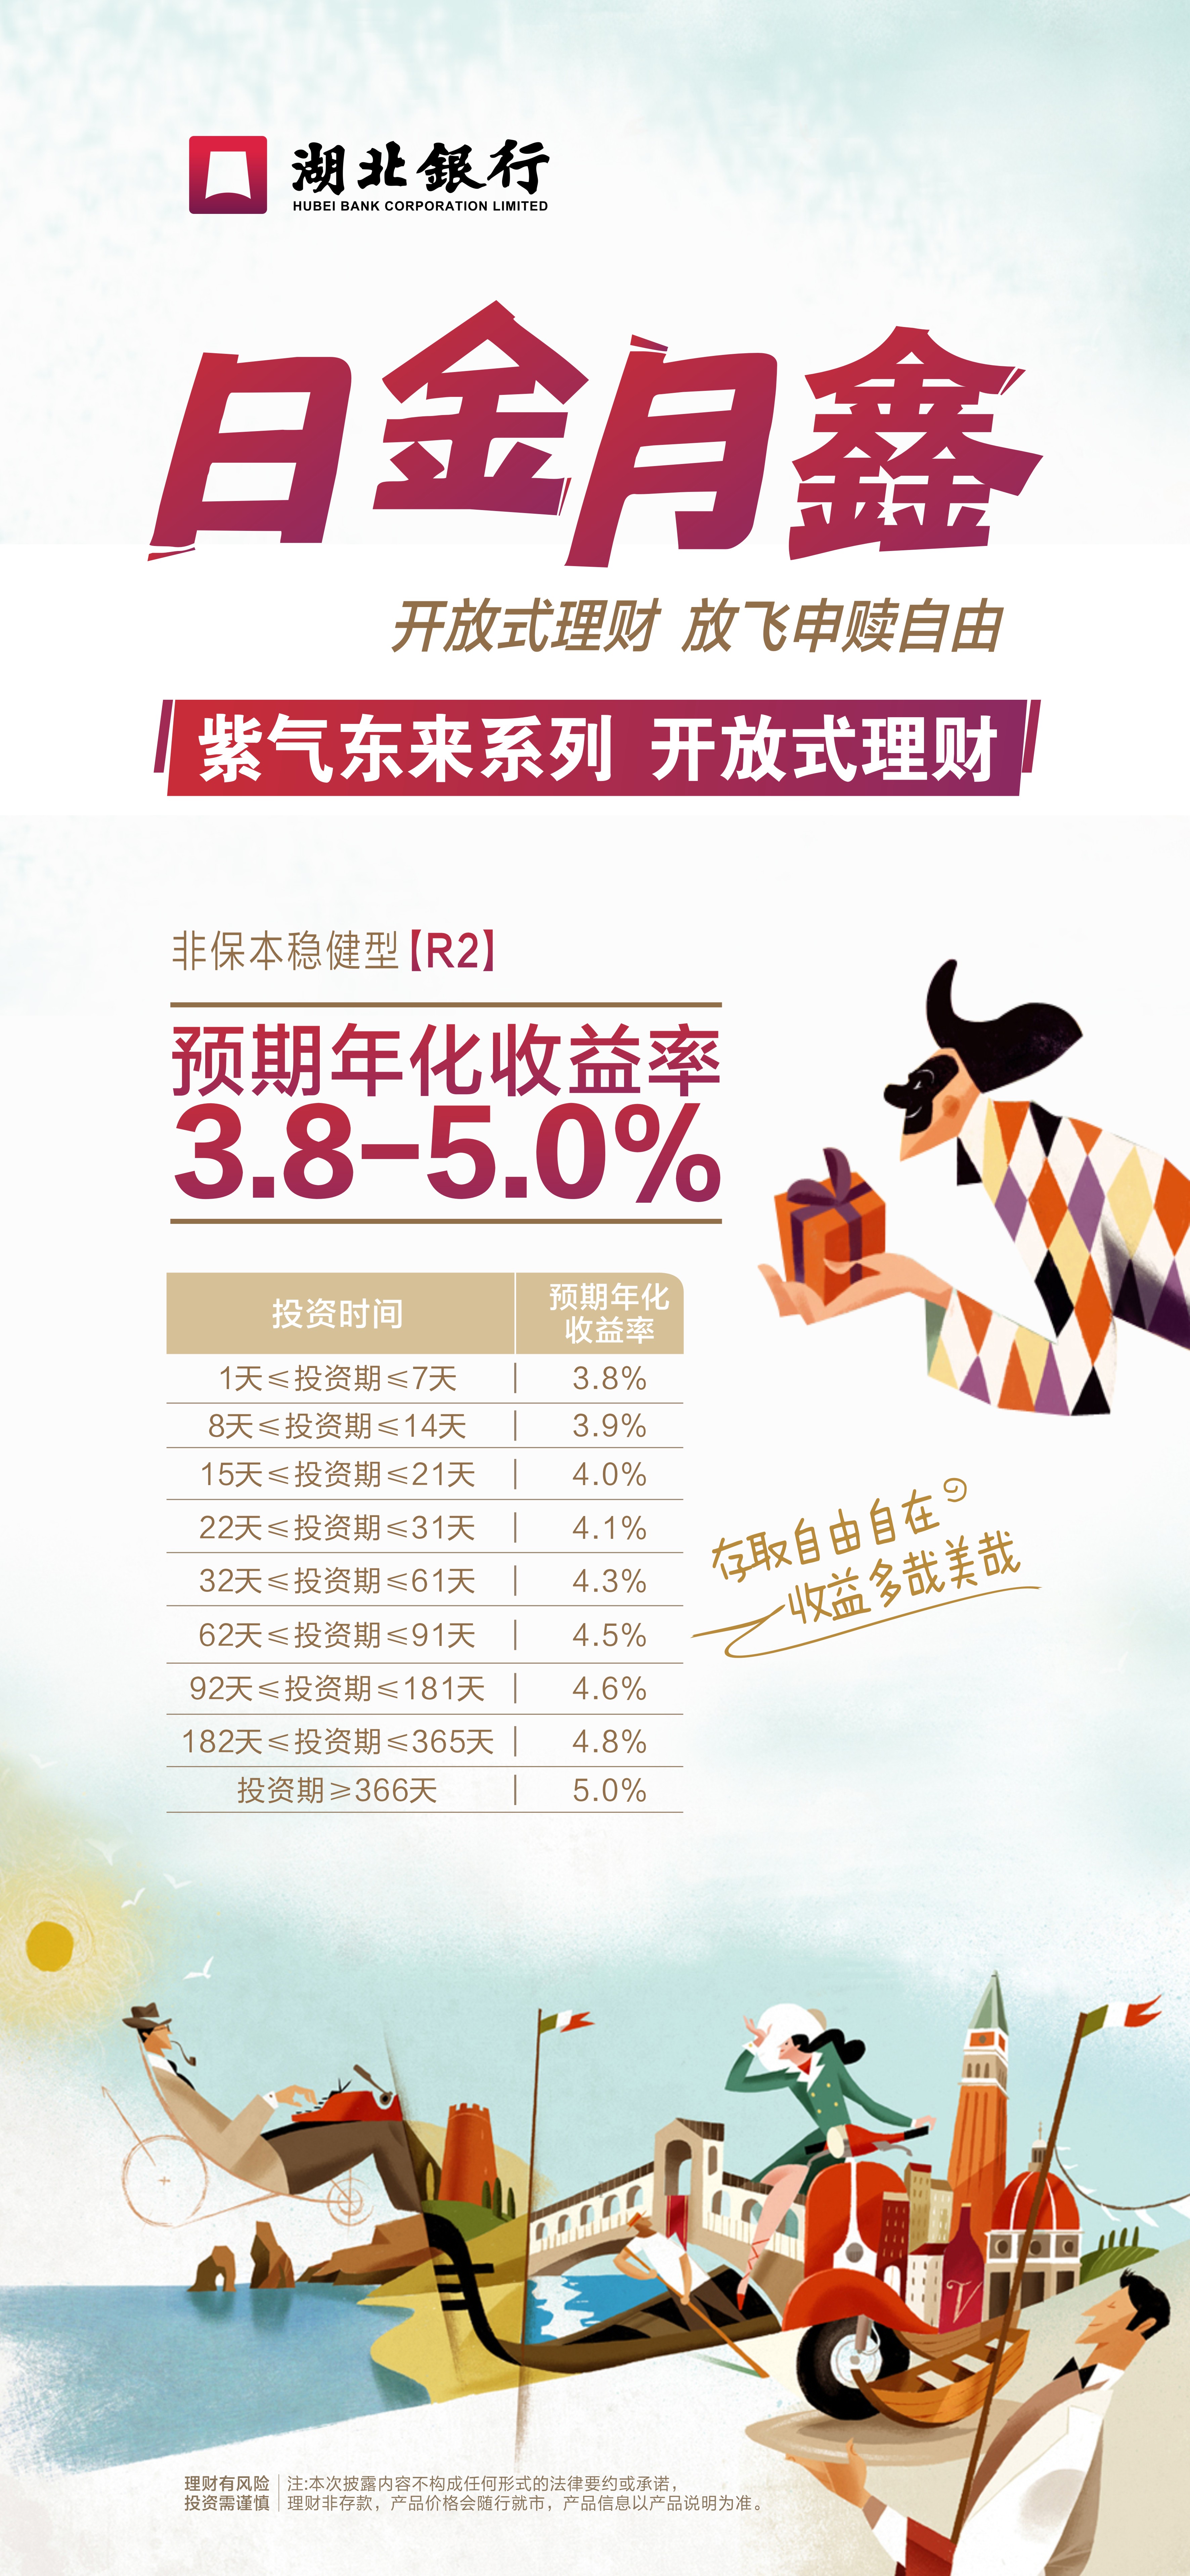 湖北銀行
HUBEI BANK CORPORATION LIMITED
日金月鑫
开放式理财 放飞申赎自由
紫气东来系列 开放式理财
非保本稳健型【R2】
预期年化收益率
3.8-5.0%
投资时间 预期年化收益率
1天≤投资期≤7天 3.8%
8天≤投资期≤14天 3.9%
15天≤投资期≤21天 4.0%
22天≤投资期≤31天 4.1%
32天≤投资期≤61天 4.3%
62天≤投资期≤91天 4.5%
92天≤投资期≤181天 4.6%
182天≤投资期≤365天 4.8%
投资期≥366天 5.0%
存取自由自在
收益多哉美哉
V
理财有风险 注:本次披露内容不构成任何形式的法律要约或承诺，
投资需谨慎 理财非存款，产品价格会随行就市，产品信息以产品说明为准。